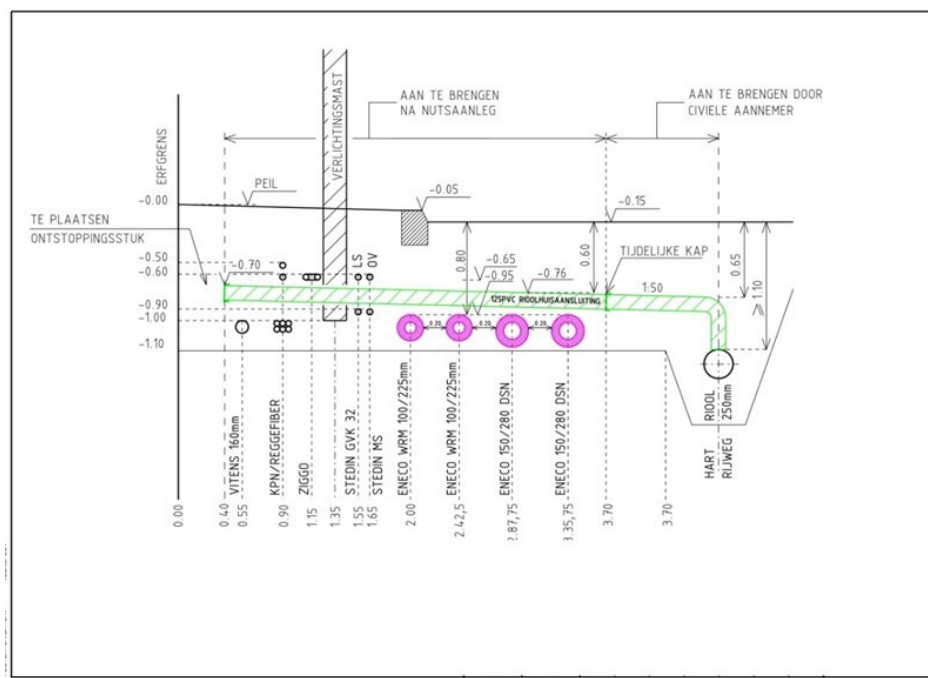 AAN TE BRENGEN
NA NUTSAANLEG
AAN TE BRENGEN DOOR
CIVIELE AANNEMER
VERLICHTINGSMAST
ERFGRENS
PEIL
-0.00
-0.05
-0.15
TE PLAATSEN
ONTSTOPPINGSSTUK
-0.50
-0.60
-0.70
LS
OV
0.80
-0.65
-0.95
-0.76
0.60
TIJDELIJKE KAP
0.65
≥ 1.10
1:50
125PVC RIOOLHUISAANSLUITING
-0.90
-1.00
-1.10
0.20
0.20
0.20
VITENS 160mm
KPN/REGGEFIBER
ZIGGO
STEDIN GVK 32
STEDIN MS
ENECO WRM 100/225mm
ENECO WRM 100/225mm
ENECO 150/280 DSN
ENECO 150/280 DSN
RIOOL
250mm
HART
RIJWEG
0.00
0.40
0.55
0.90
1.15
1.35
1.55
1.65
2.00
2.42,5
2.87,75
3.35,75
3.70
3.70